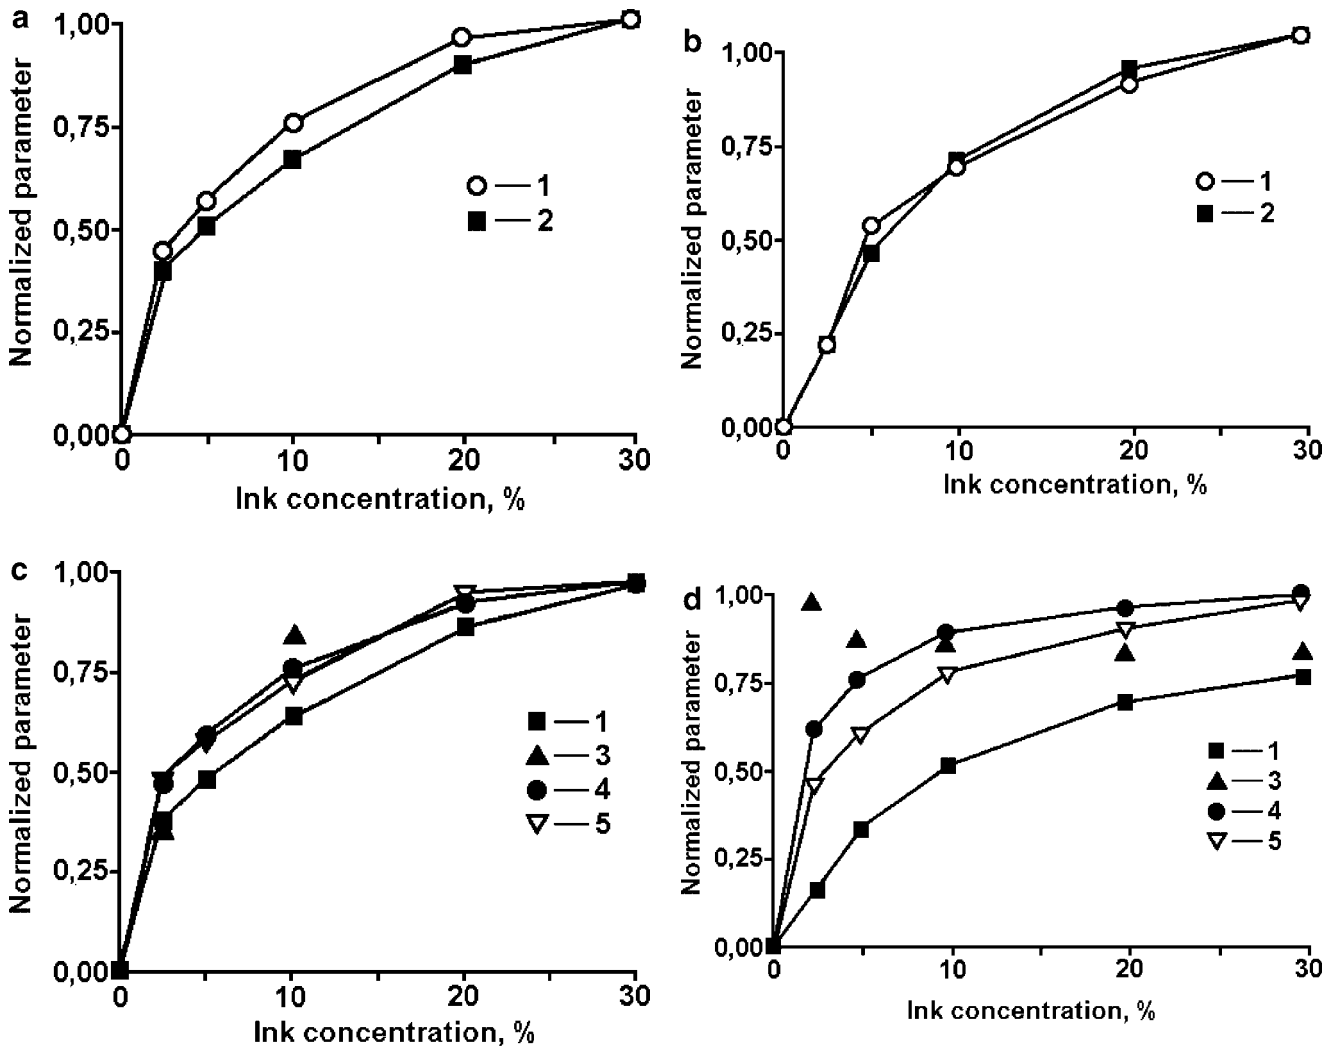 a
Normalized parameter
1,00
0,75
0,50
0,25
0,00
0 10 20 30
Ink concentration, %
1
2
b
Normalized parameter
1,00
0,75
0,50
0,25
0,00
0 10 20 30
Ink concentration, %
1
2
c
Normalized parameter
1,00
0,75
0,50
0,25
0,00
0 10 20 30
Ink concentration, %
1
3
4
5
d
Normalized parameter
1,00
0,75
0,50
0,25
0,00
0 10 20 30
Ink concentration, %
1
3
4
5